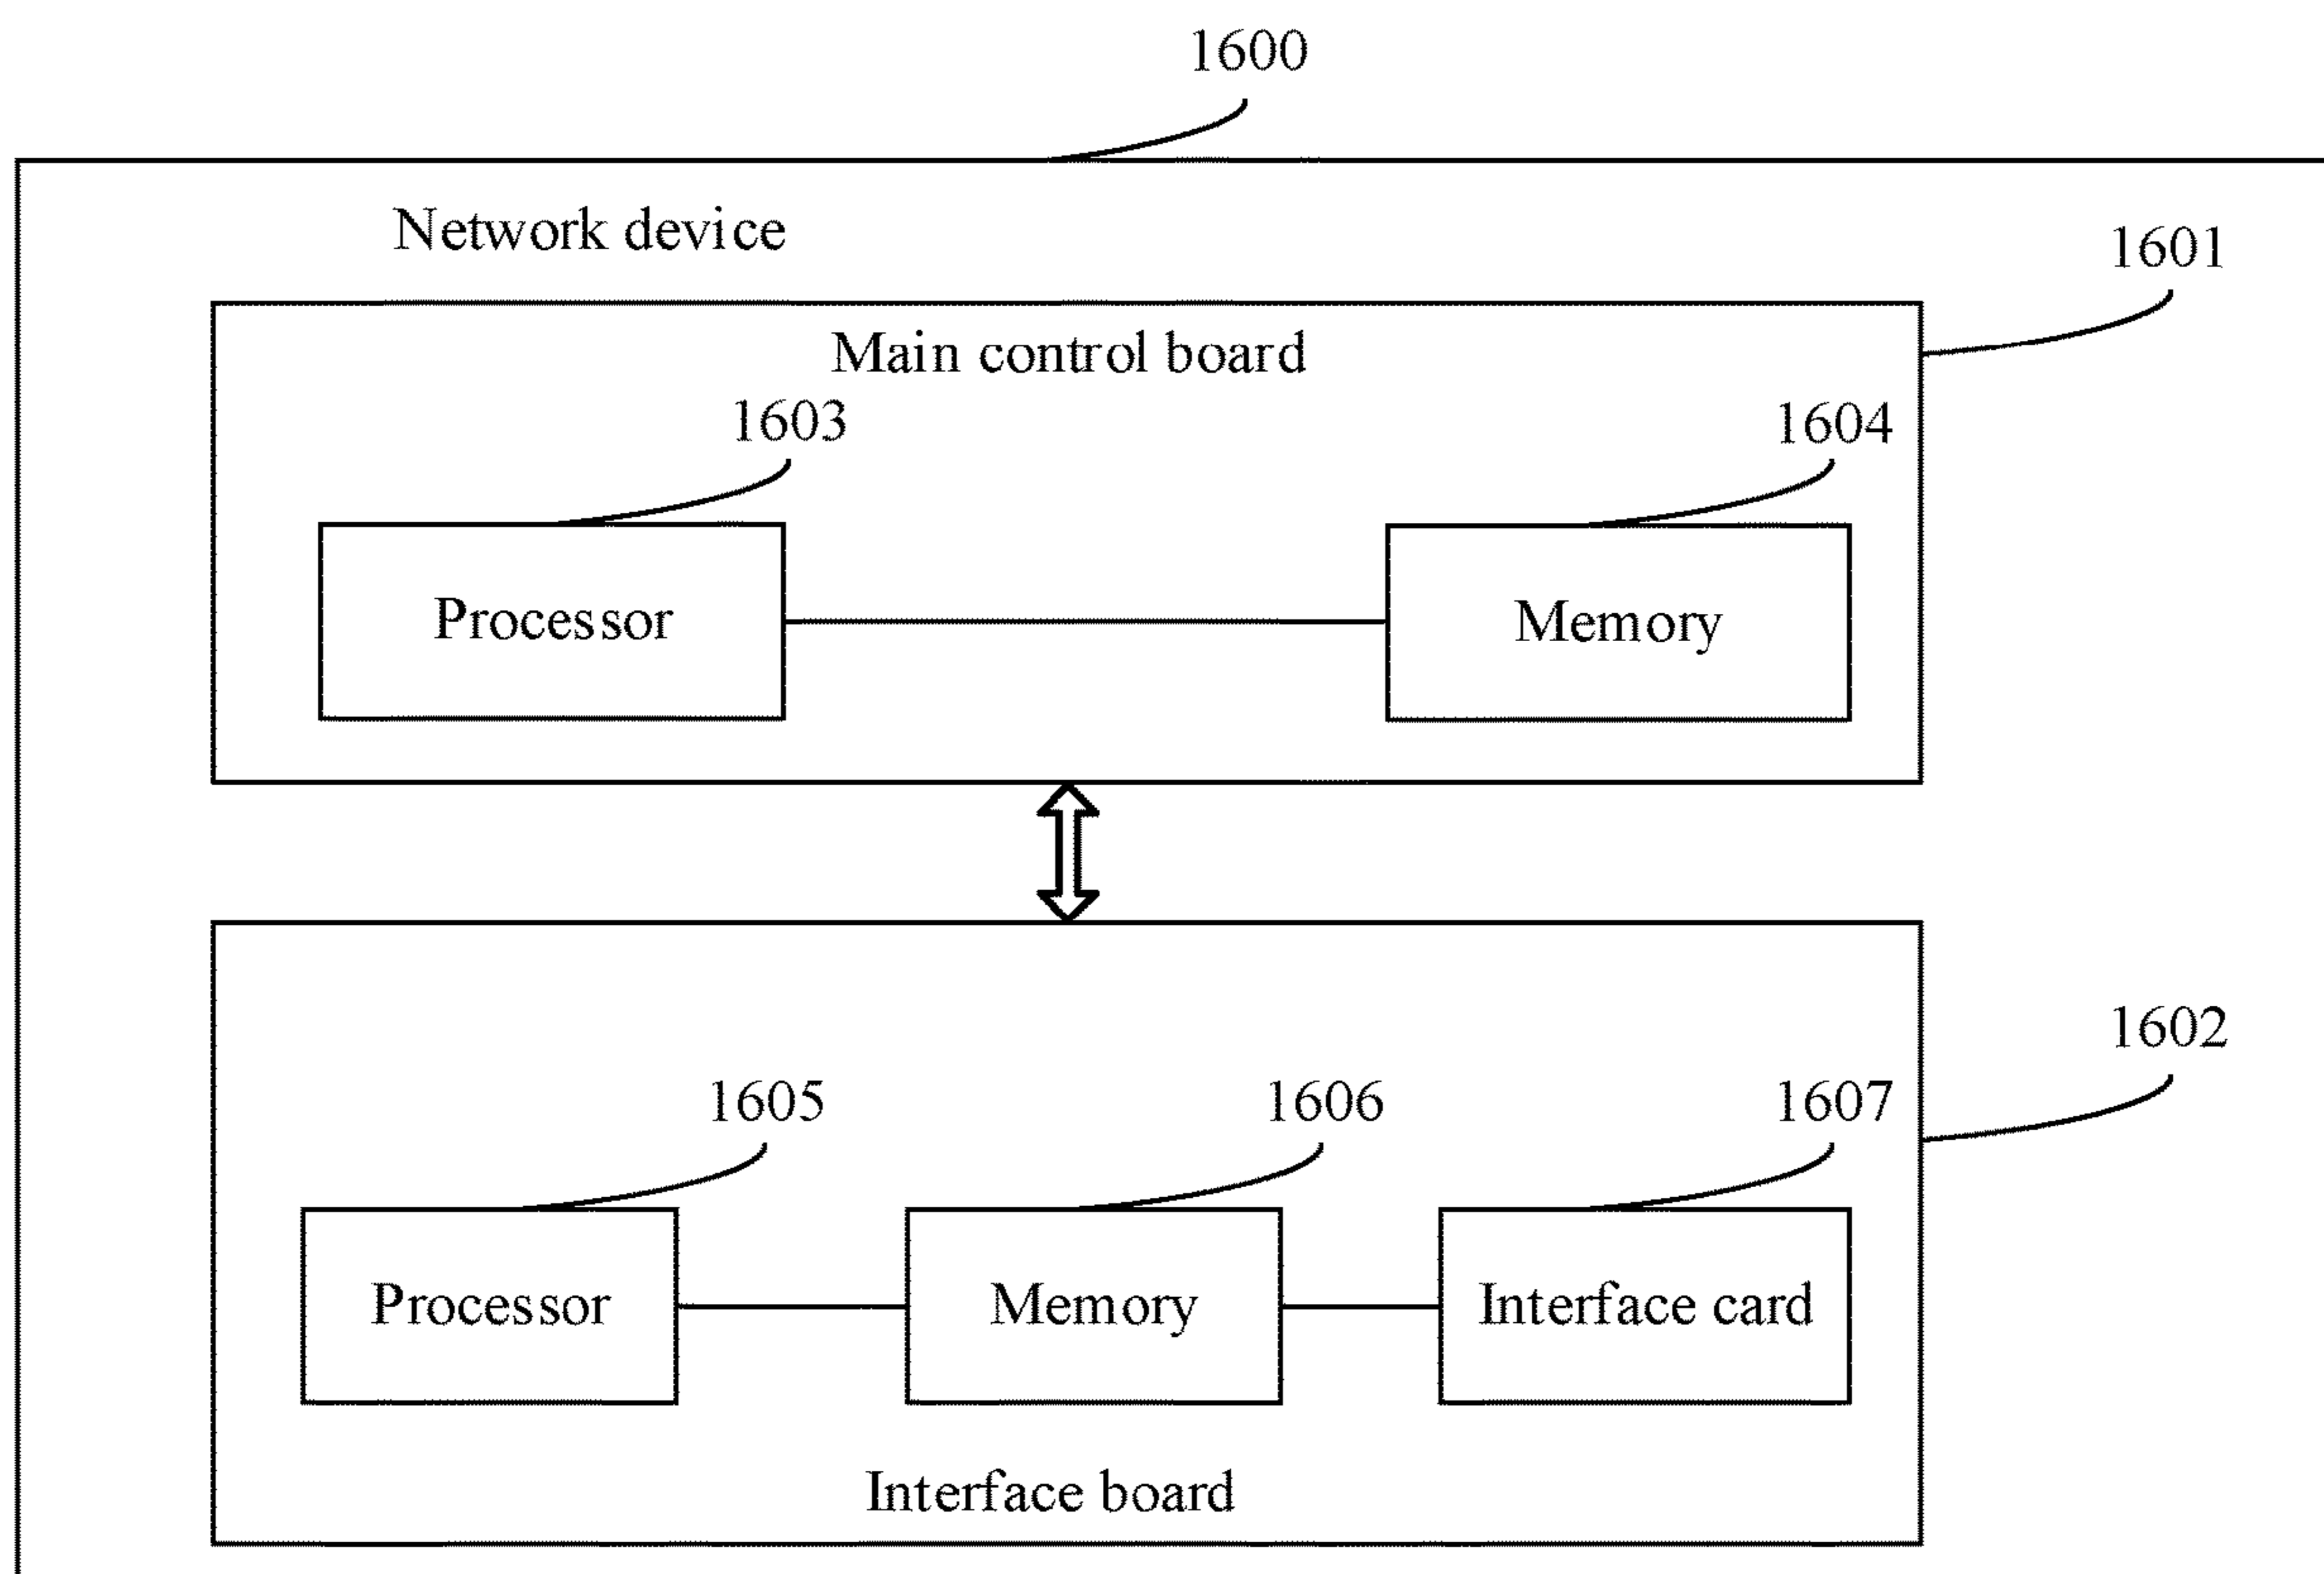 1600
Network device
1601
Main control board
1603
1604
Processor
Memory
1602
1605
1606
1607
Processor
Memory
Interface card
Interface board